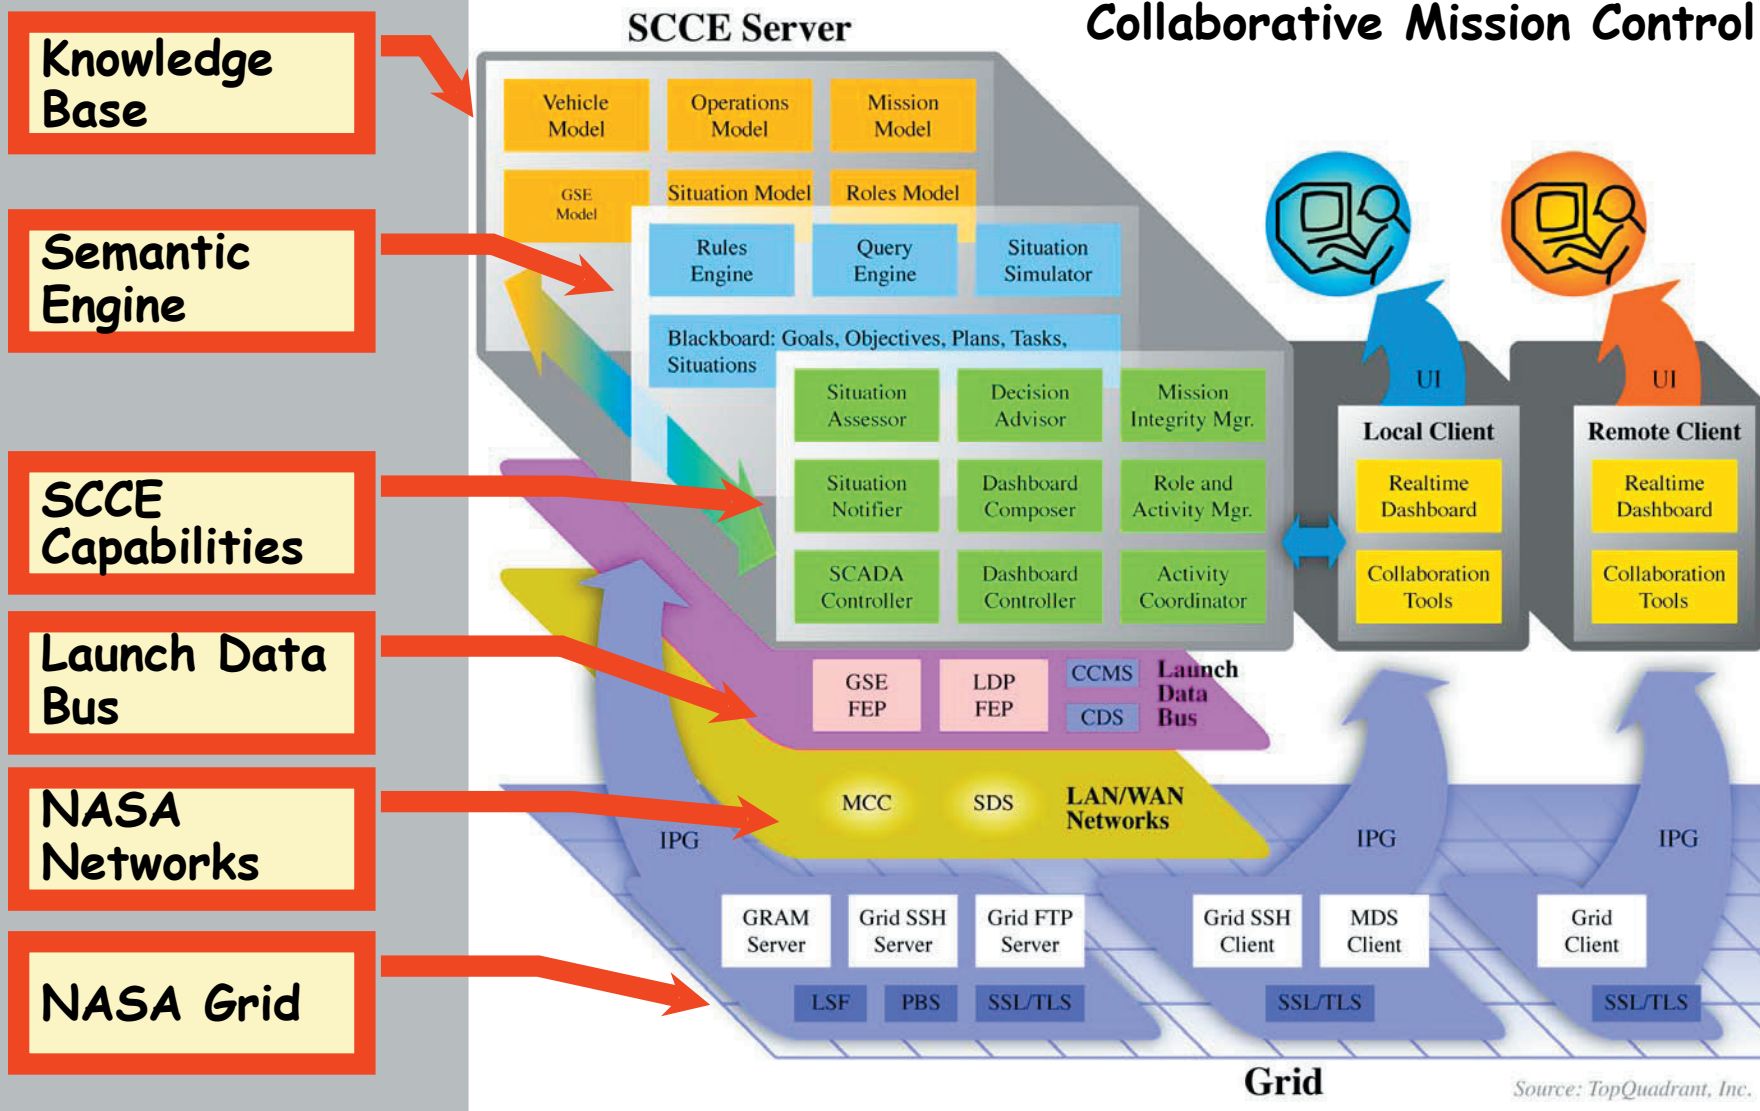 SCCE Server
Collaborative Mission Control
Knowledge
Base
Semantic
Engine
SCCE
Capabilities
Launch Data
Bus
NASA
Networks
NASA Grid
Vehicle
Model
Operations
Model
Mission
Model
GSE
Model
Situation Model
Roles Model
Rules
Engine
Query
Engine
Situation
Simulator
Blackboard: Goals, Objectives, Plans, Tasks,
Situations
Situation
Assessor
Decision
Advisor
Mission
Integrity Mgr.
Situation
Notifier
Dashboard
Composer
Role and
Activity Mgr.
SCADA
Controller
Dashboard
Controller
Activity
Coordinator
UI
Local Client
Realtime
Dashboard
Collaboration
Tools
UI
Remote Client
Realtime
Dashboard
Collaboration
Tools
GSE
FEP
LDP
FEP
CCMS
CDS
Launch
Data
Bus
MCC
SDS
LAN/WAN
Networks
IPG
IPG
IPG
GRAM
Server
Grid SSH
Server
Grid FTP
Server
LSF
PBS
SSL/TLS
Grid SSH
Client
MDS
Client
SSL/TLS
Grid
Client
SSL/TLS
Grid
Source: TopQuadrant, Inc.